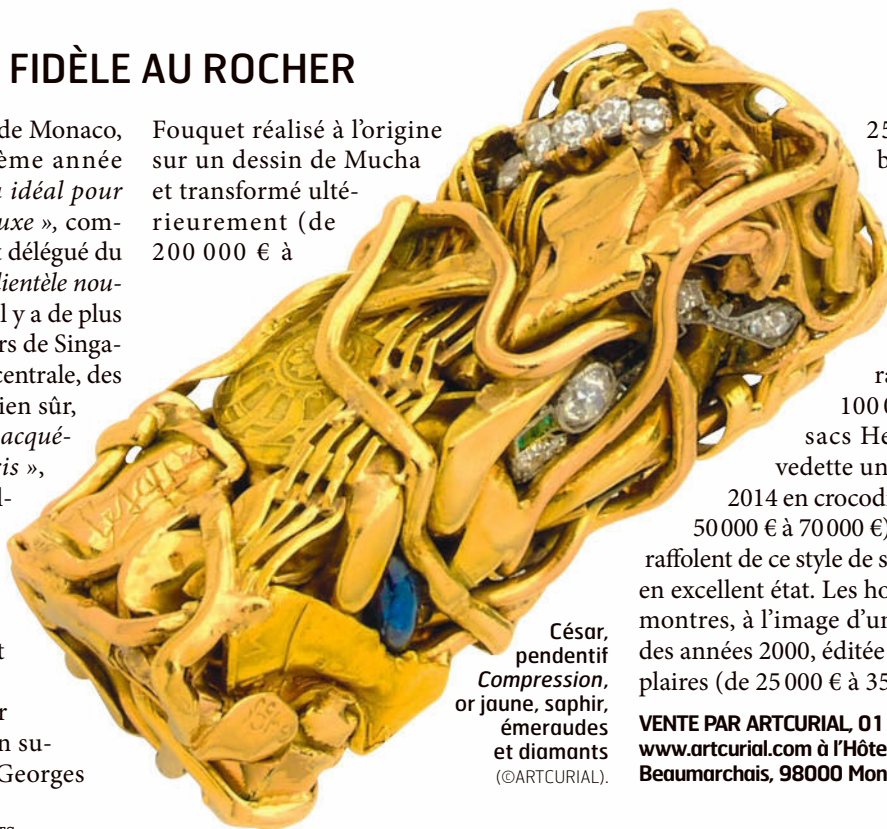 FIDÈLE AU ROCHER
de Monaco,
ème année
idéal pour
uxe », com-
délégué du
lientèle nou-
l y a de plus
rs de Singa-
centrale, des
ien sûr,
acqué-
ris »,
l-
t
r
n su-
Georges
Fouquet réalisé à l’origine
sur un dessin de Mucha
et transformé ulté-
rieurement (de
200 000 € à
25
b
ra
100 0
sacs He
vedette un
2014 en crocodi
50 000 € à 70 000 €)
raffolent de ce style de s
en excellent état. Les ho
montres, à l’image d’un
des années 2000, éditée
plaires (de 25 000 € à 35
César,
pendentif
Compression,
or jaune, saphir,
émeraudes
et diamants
(©ARTCURIAL).
VENTE PAR ARTCURIAL, 01
www.artcurial.com à l’Hôte
Beaumarchais, 98000 Mon